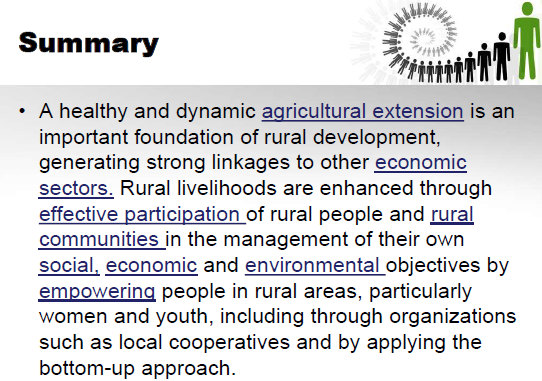 Summary
• A healthy and dynamic agricultural extension is an
important foundation of rural development,
generating strong linkages to other economic
sectors. Rural livelihoods are enhanced through
effective participation of rural people and rural
communities in the management of their own
social, economic and environmental objectives by
empowering people in rural areas, particularly
women and youth, including through organizations
such as local cooperatives and by applying the
bottom-up approach.